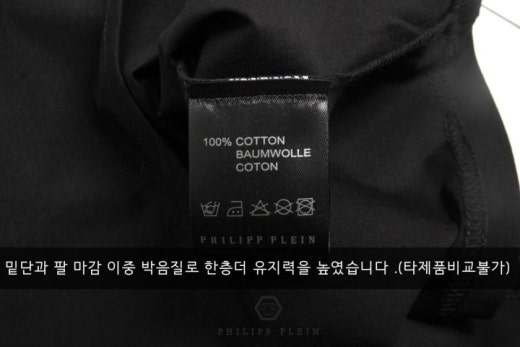 100% COTTON
BAUMWOLLE
COTON
PHILIPP PLEIN
밑단과 팔 마감 이중 박음질로 한층더 유지력을 높였습니다 .(타제품비교불가)
PHILIPP PLEIN